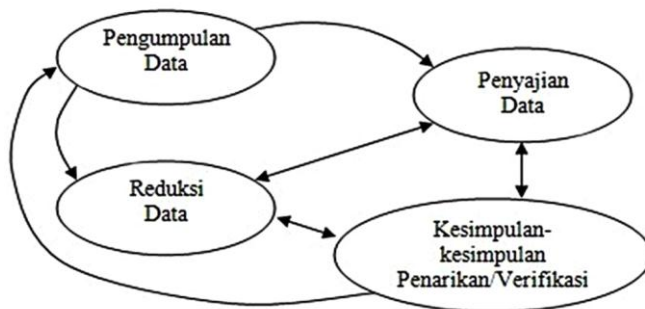 Pengumpulan
Data
Penyajian
Data
Reduksi
Data
Kesimpulan-
kesimpulan
Penarikan/Verifikasi